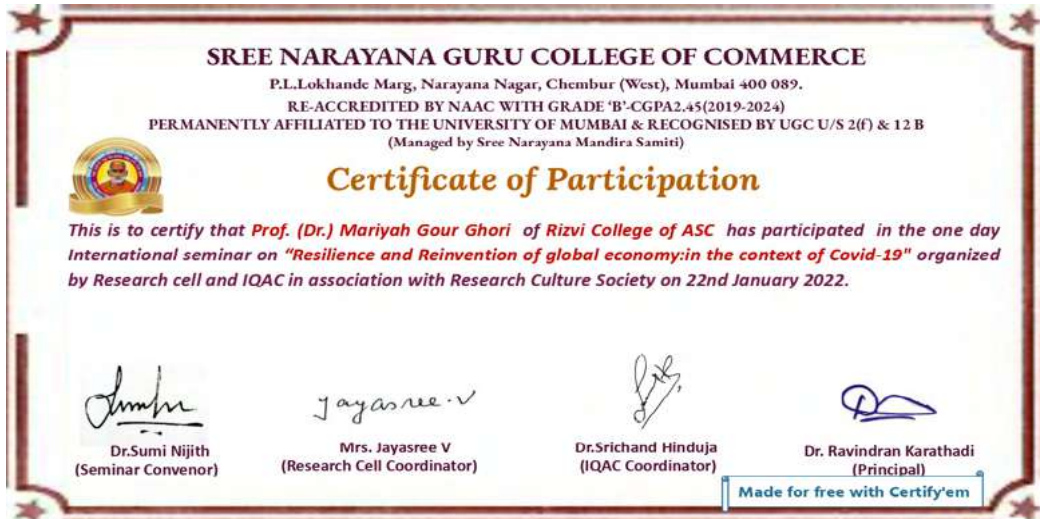 SREE NARAYANA GURU COLLEGE OF COMMERCE
P.L.Lokhande Marg, Narayana Nagar, Chembur (West), Mumbai 400 089.
RE-ACCREDITED BY NAAC WITH GRADE ‘B’-CGPA2.45(2019-2024)
PERMANENTLY AFFILIATED TO THE UNIVERSITY OF MUMBAI & RECOGNISED BY UGC U/S 2(f) & 12 B
(Managed by Sree Narayana Mandira Samiti)
Certificate of Participation
This is to certify that Prof. (Dr.) Mariyah Gour Ghori of Rizvi College of ASC has participated in the one day
International seminar on “Resilience and Reinvention of global economy:in the context of Covid-19" organized
by Research cell and IQAC in association with Research Culture Society on 22nd January 2022.
Jayasree.V
Dr.Sumi Nijith
(Seminar Convenor)
Mrs. Jayasree V
(Research Cell Coordinator)
Dr.Srichand Hinduja
(IQAC Coordinator)
Dr. Ravindran Karathadi
(Principal)
Made for free with Certify'em